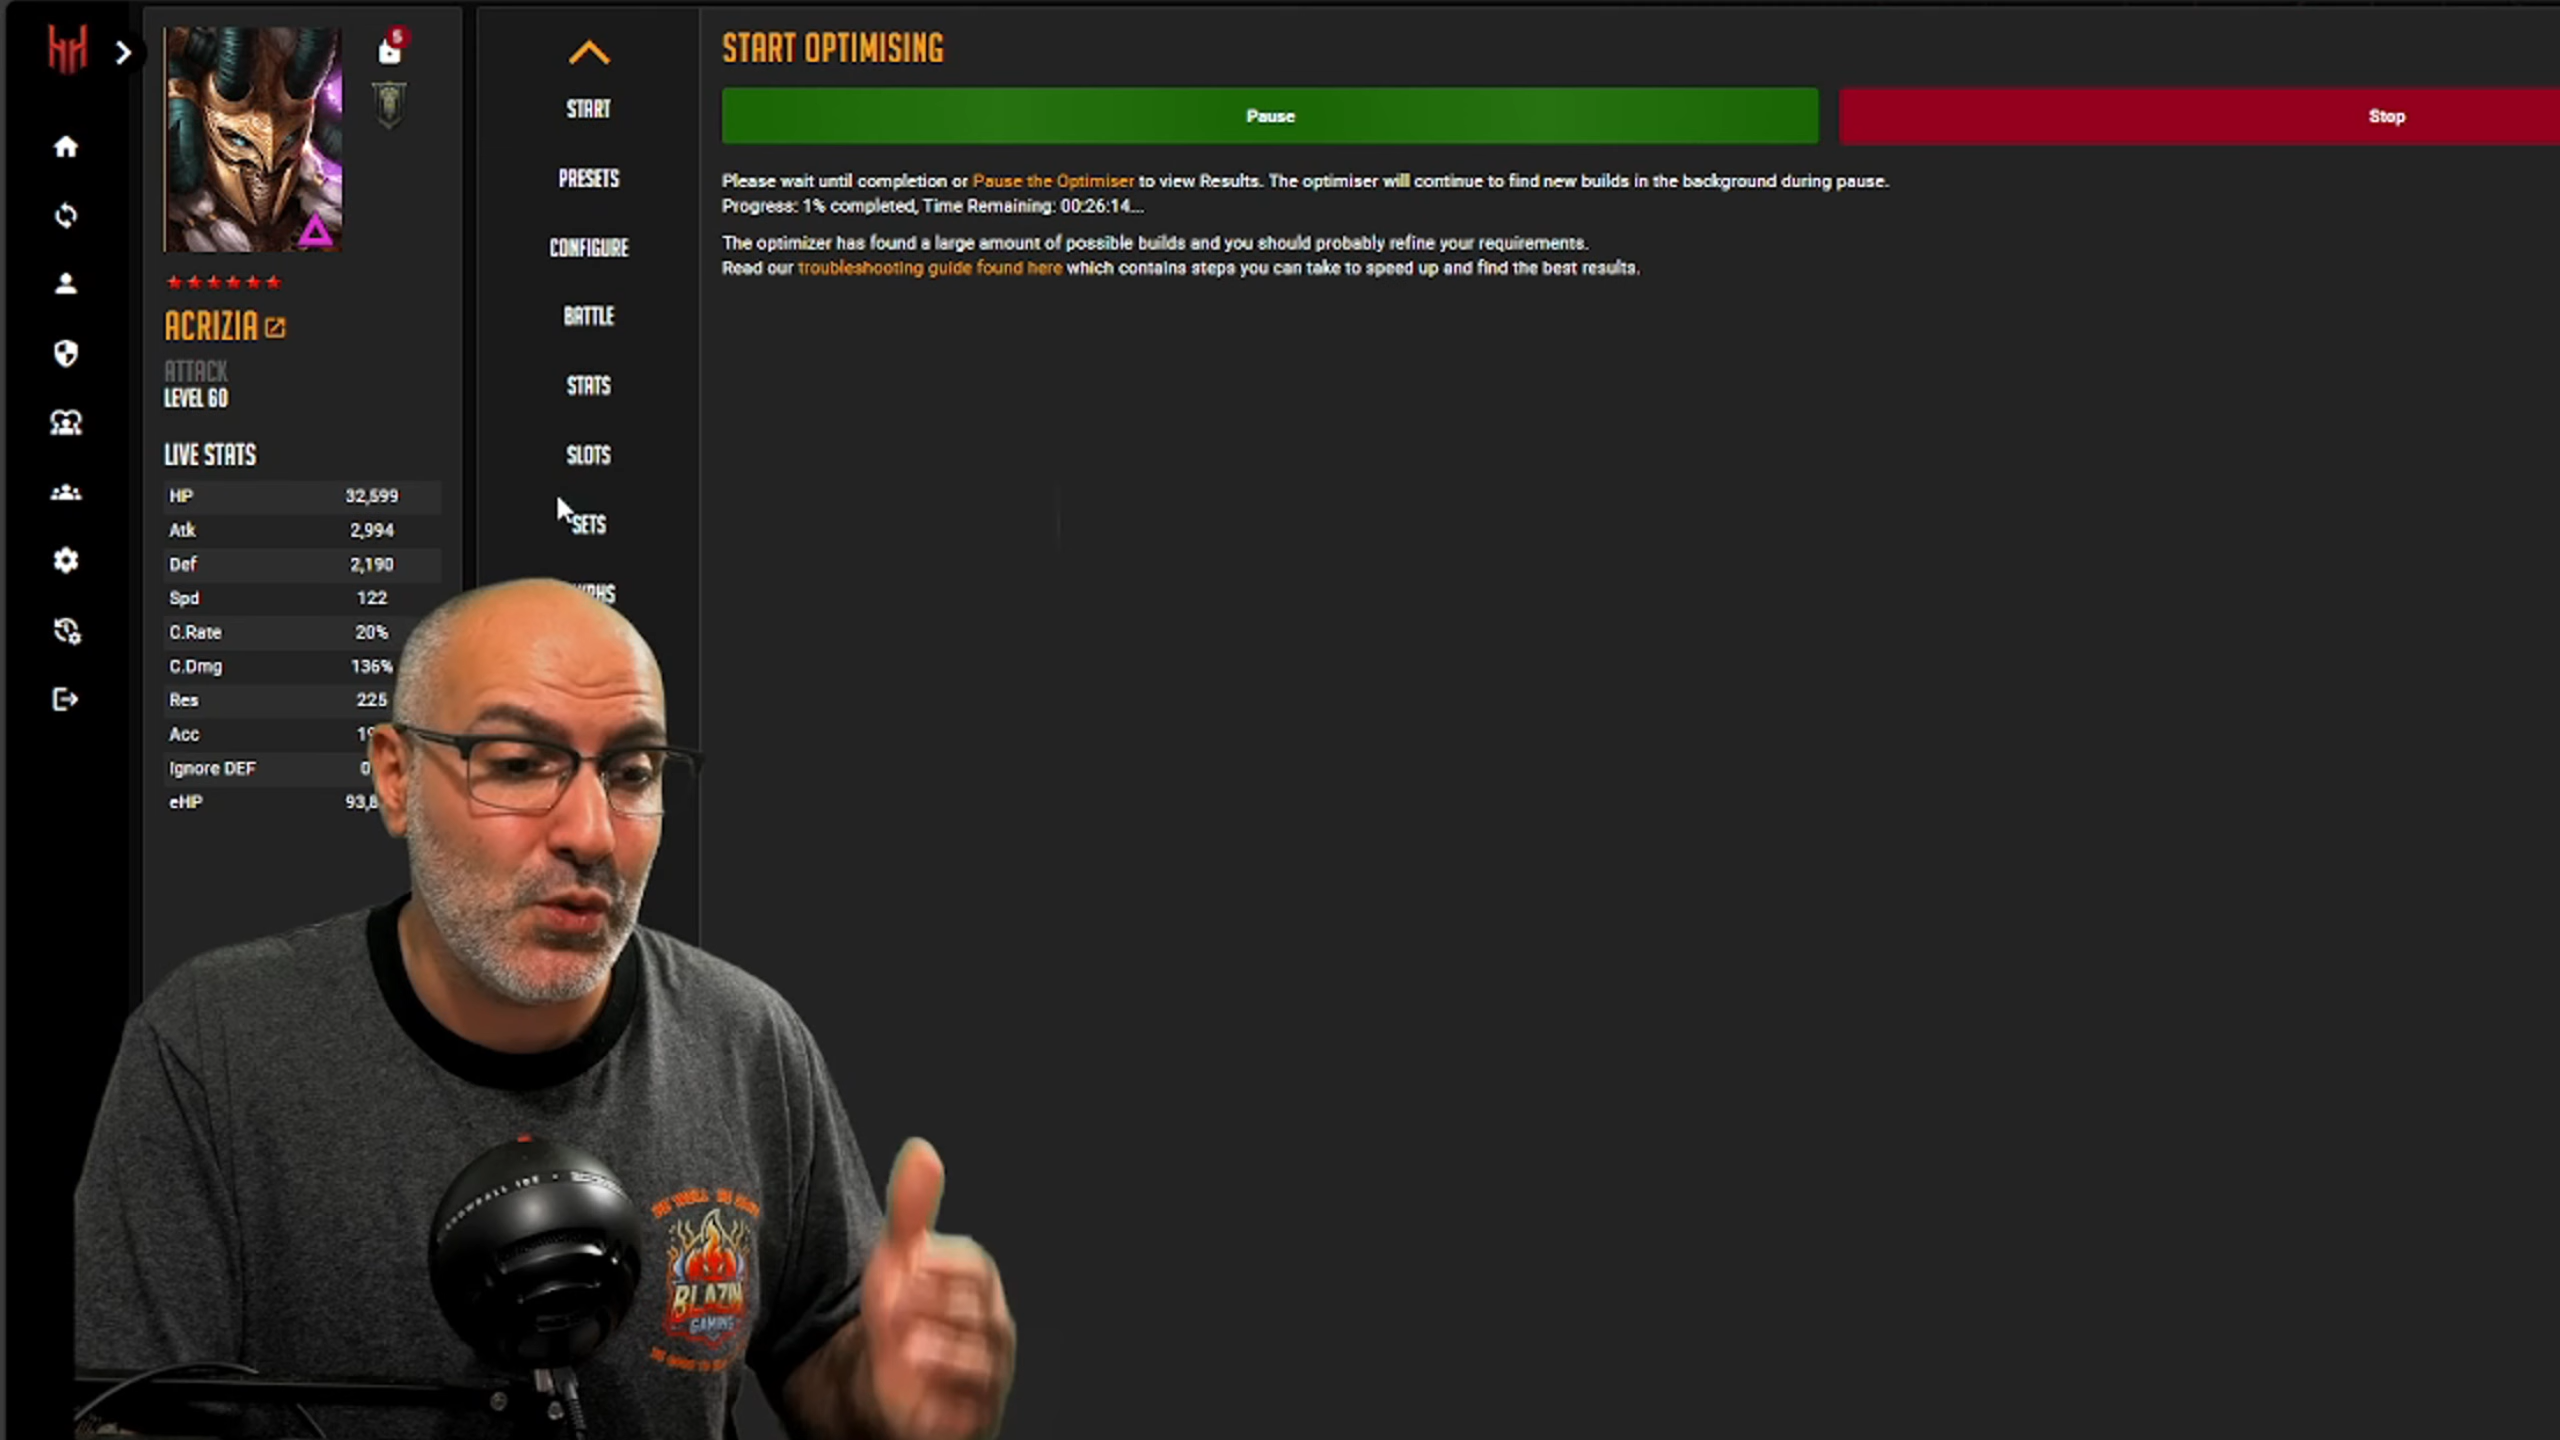 5
ACRIZIA
ATTACK
LEVEL 60
LIVE STATS
HP 32,599
Atk 2,994
Def 2,190
Spd 122
C.Rate 20%
C.Dmg 136%
Res 225
Acc
Ignore DEF
eHP
START
PRESETS
CONFIGURE
BATTLE
STATS
SLOTS
SETS
START OPTIMISING
Pause
Stop
Please wait until completion or Pause the Optimiser to view Results. The optimiser will continue to find new builds in the background during pause.
Progress: 1% completed, Time Remaining: 00:26:14...
The optimizer has found a large amount of possible builds and you should probably refine your requirements.
Read our troubleshooting guide found here which contains steps you can take to speed up and find the best results.
BLAZIN
GAMING